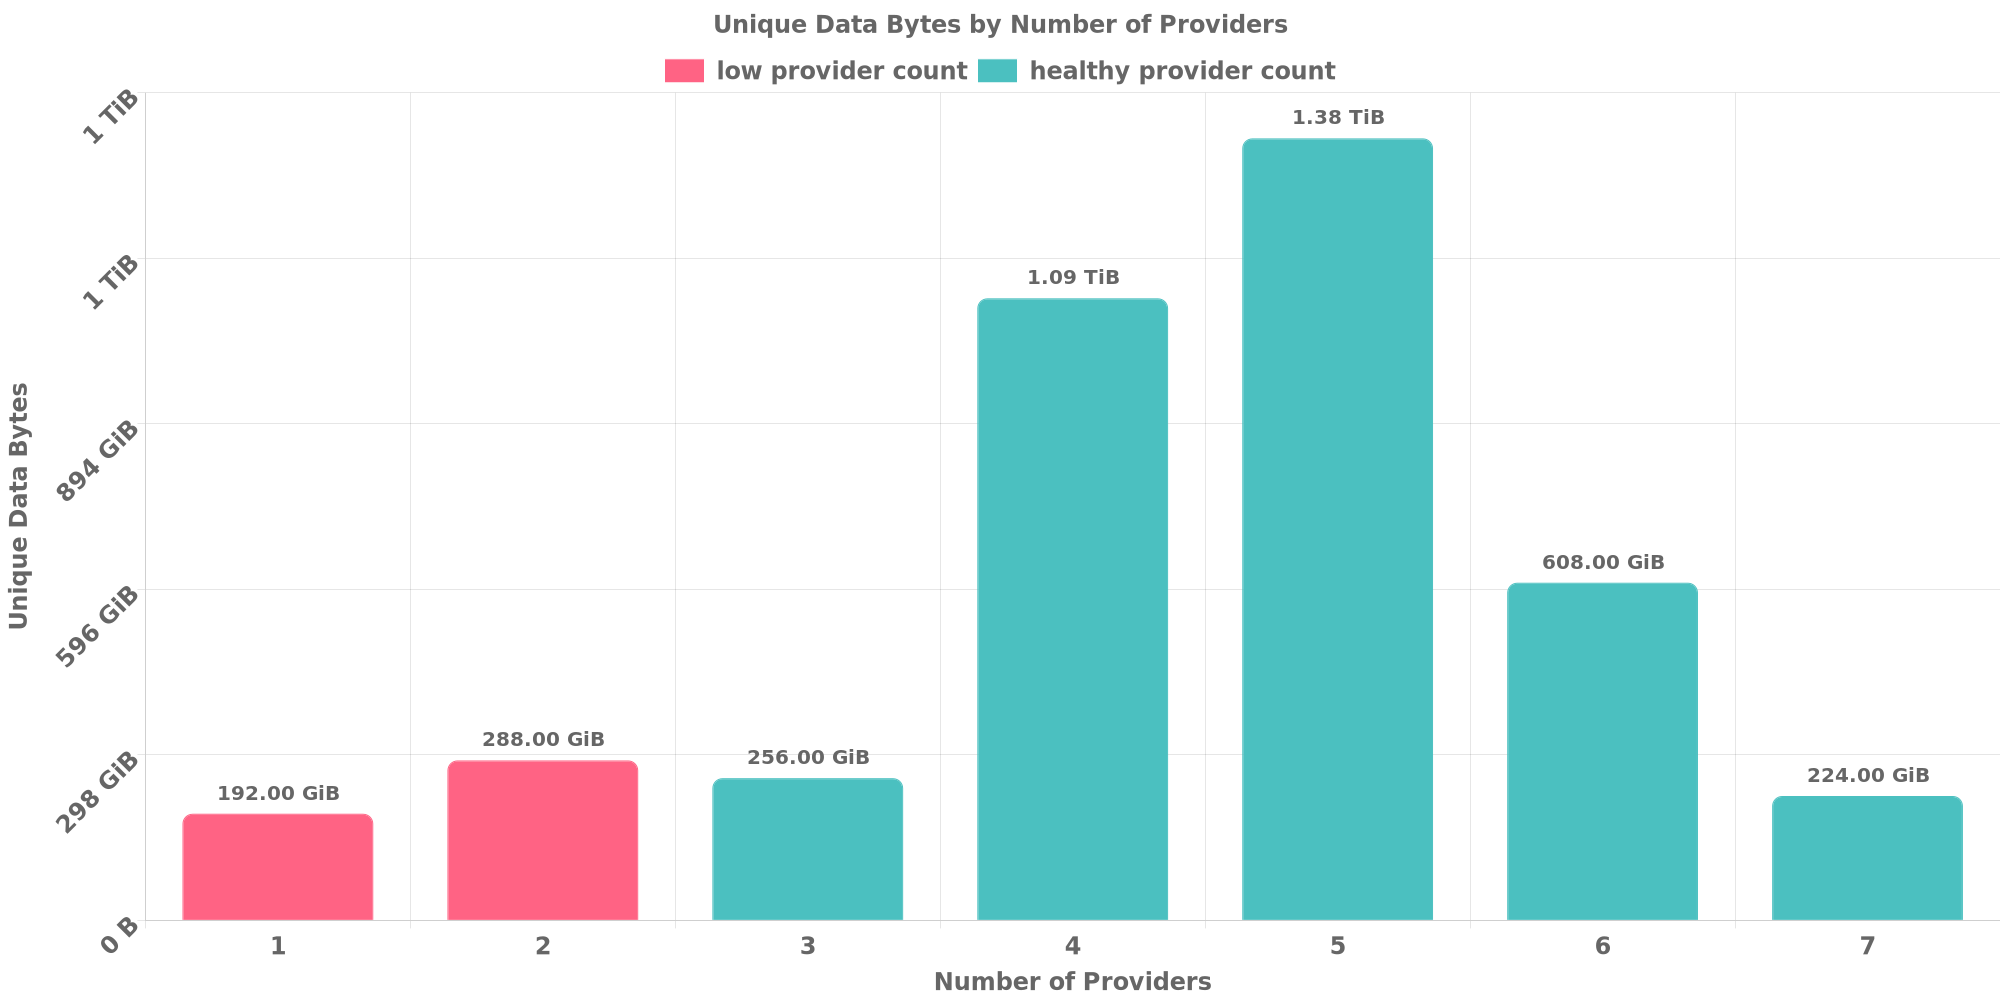 Unique Data Bytes by Number of Providers
low provider count healthy provider count
1 TiB
1 TiB
894 GiB
596 GiB
298 GiB
0 B
Unique Data Bytes
192.00 GiB
288.00 GiB
256.00 GiB
1.09 TiB
1.38 TiB
608.00 GiB
224.00 GiB
1 2 3 4 5 6 7
Number of Providers